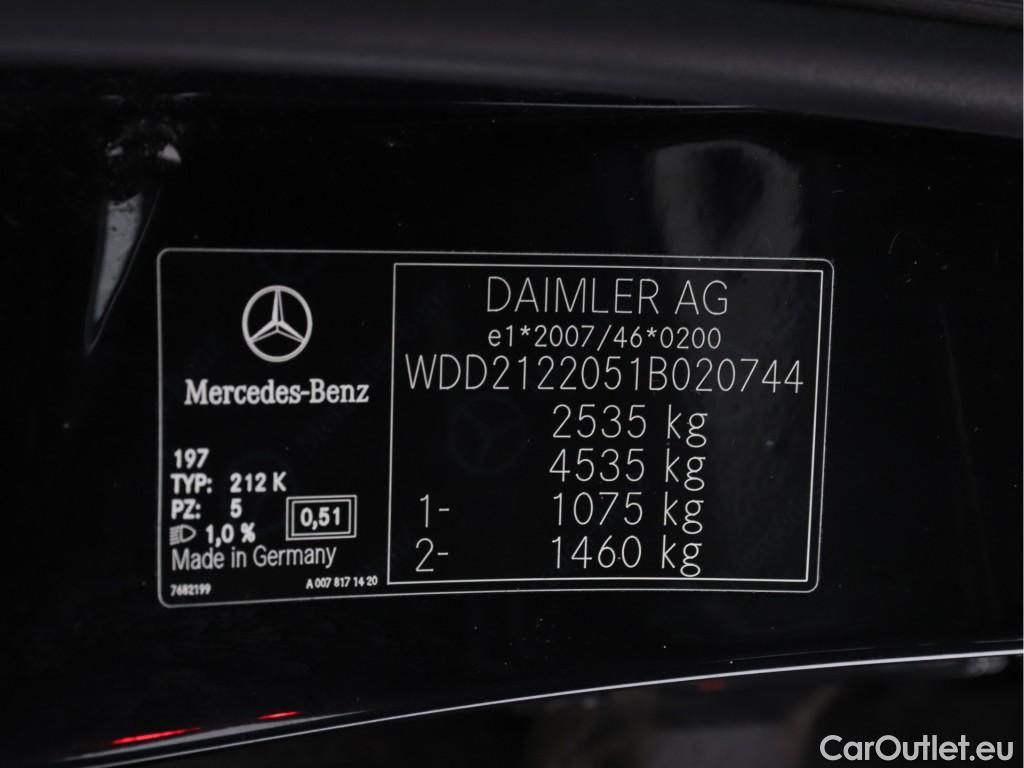 Mercedes-Benz
197
TYP: 212 K
PZ: 5
1,0 %
0,51
Made in Germany
7682199
A 007 817 14 20
DAIMLER AG
e1*2007/46*0200
WDD2122051B020744
2535 kg
4535 kg
1- 1075 kg
2- 1460 kg
CarOutlet.eu